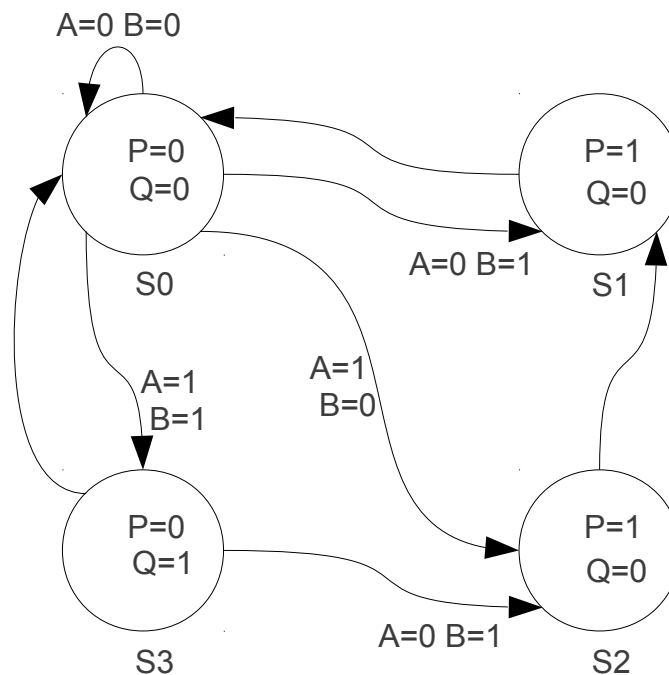 A=0 B=0
P=0
Q=0
S0
P=1
Q=0
S1
A=0 B=1
A=1
B=0
A=1
B=1
P=0
Q=1
S3
P=1
Q=0
S2
A=0 B=1